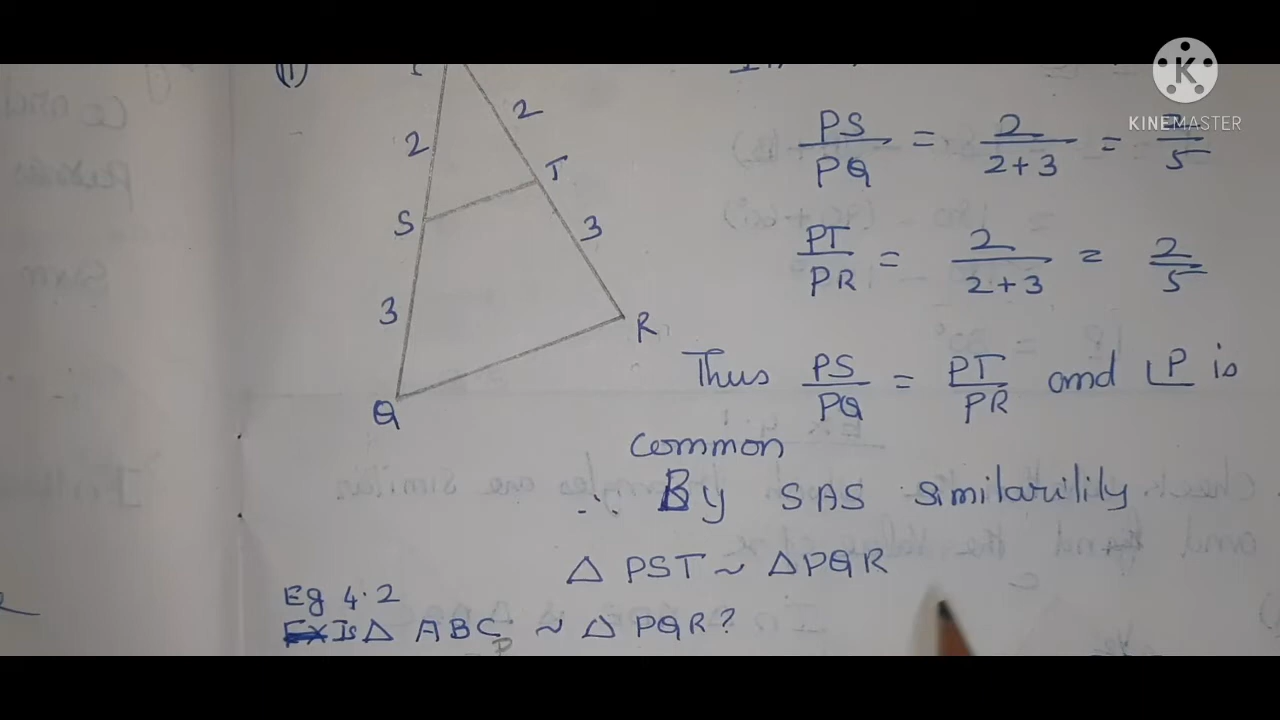 KINEMASTER
(ii)
2
2
T
S
3
3
R
Q
PS/PQ = 2/2+3 = 2/5
PT/PR = 2/2+3 = 2/5
Thus PS/PQ = PT/PR and ∠P is
common
∴ By SAS similarility
△ PST ~ △PQR
Eg 4.2
Is △ ABC ~ △ PQR?
P